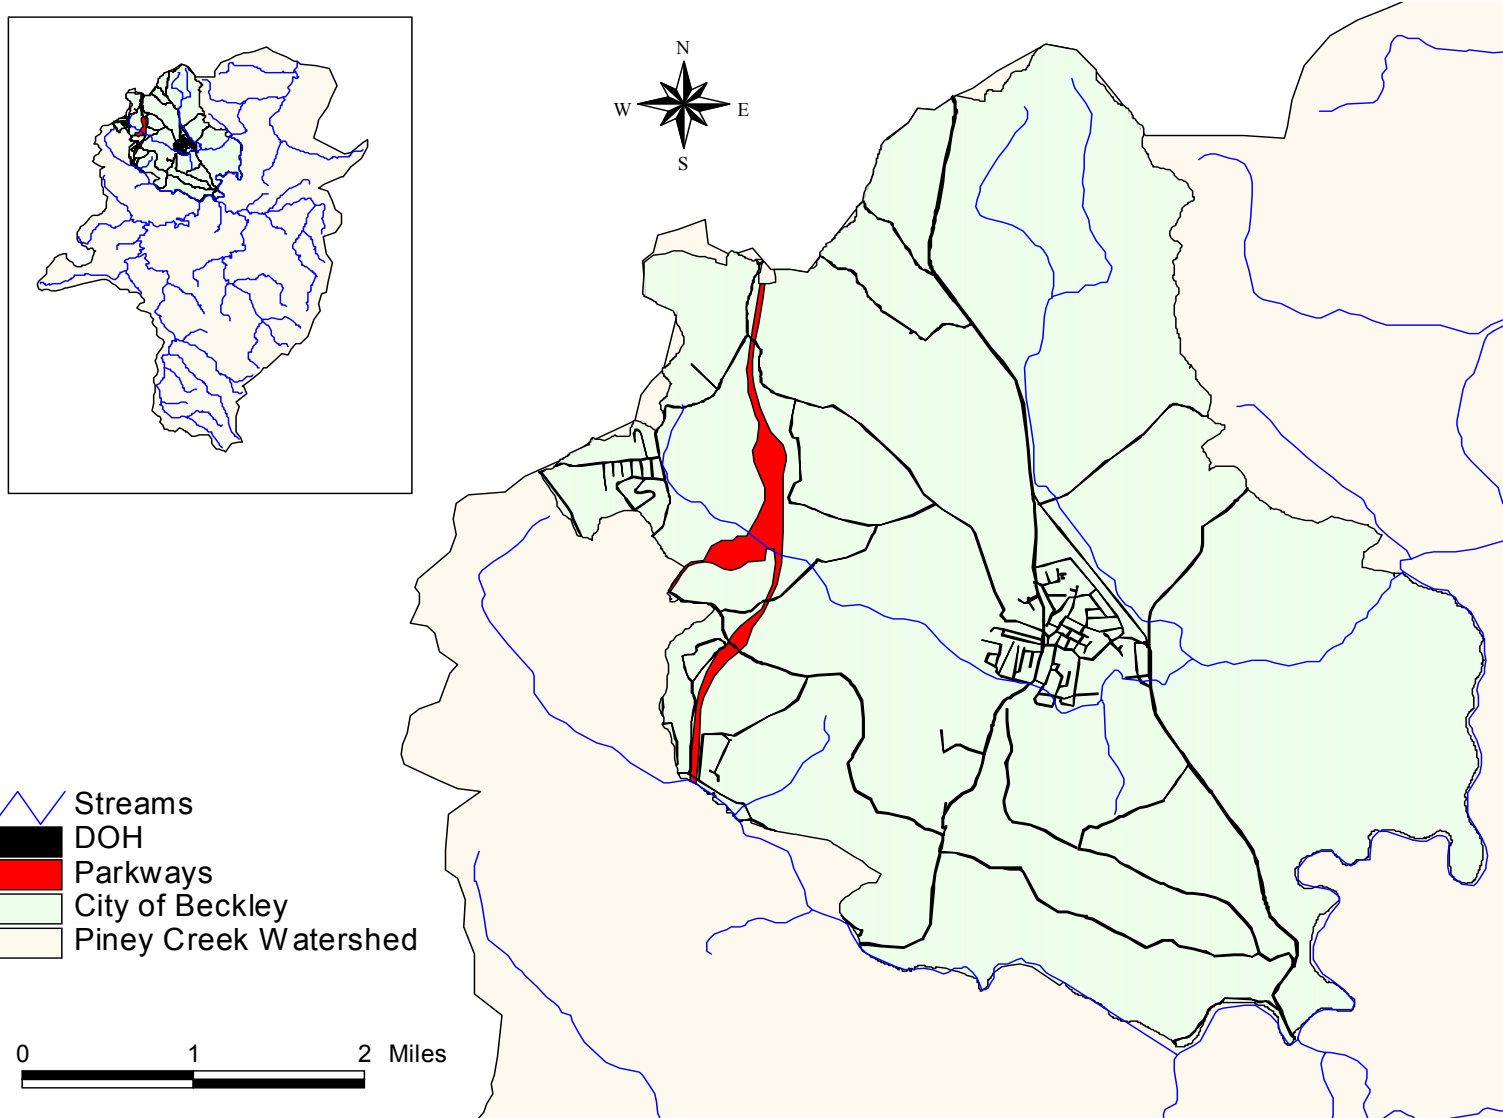 N
W E
S
Streams
DOH
Parkways
City of Beckley
Piney Creek Watershed
0 1 2 Miles